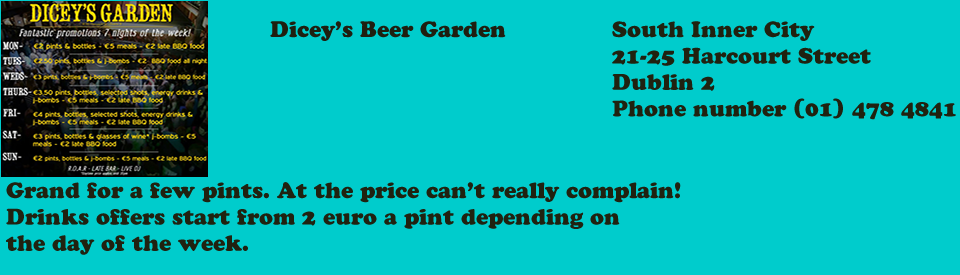 DICEY'S GARDEN
Fantastic promotions 7 nights of the week!
MON- €2 pints & bottles - €5 meals - €2 late BBQ food
TUES- €2.50 pints, bottles & j-bombs - €2 BBQ food all night
WEDS- €3 pints, bottles & j-bombs - €5 meals - €2 late BBQ food
THURS- €3.50 pints, bottles, selected shots, energy drinks &
j-bombs - €5 meals - €2 late BBQ food
FRI- €4 pints, bottles, selected shots, energy drinks &
j-bombs - €5 meals - €2 late BBQ food
SAT- €3 pints, bottles & glasses of wine* j-bombs - €5
meals - €2 late BBQ food
SUN- €2 pints, bottles & j-bombs - €5 meals - €2 late BBQ food
R.O.A.R - LATE BAR - LIVE DJ
Dicey's Beer Garden
South Inner City
21-25 Harcourt Street
Dublin 2
Phone number (01) 478 4841
Grand for a few pints. At the price can't really complain!
Drinks offers start from 2 euro a pint depending on
the day of the week.